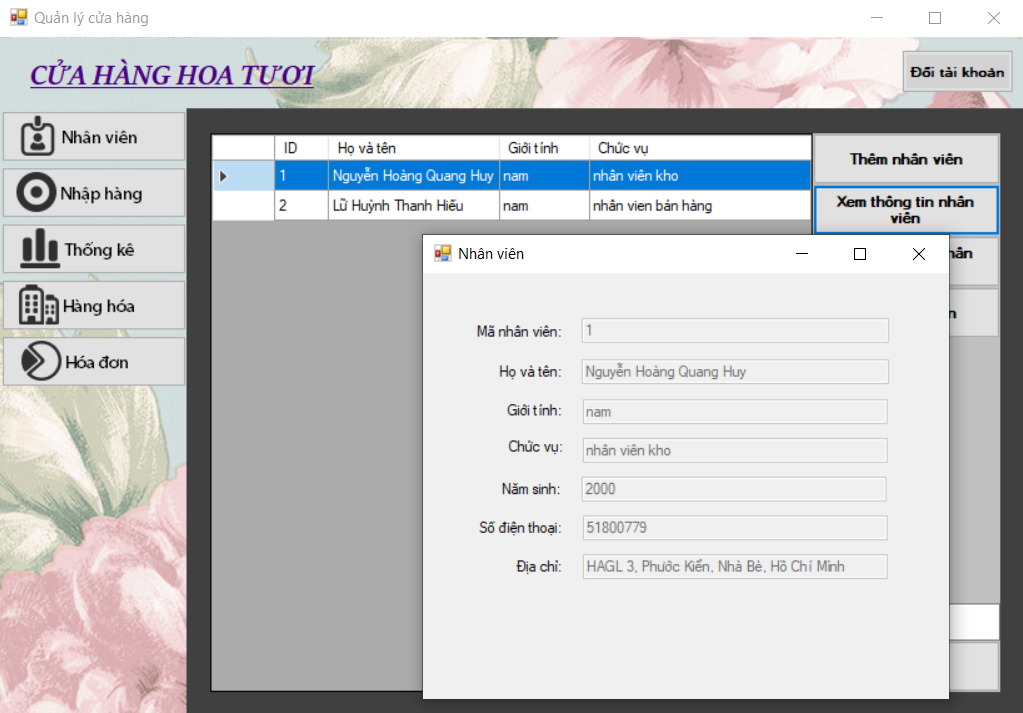 Quản lý cửa hàng
CỬA HÀNG HOA TƯƠI
Đổi tài khoản
Nhân viên
Nhập hàng
Thống kê
Hàng hóa
Hóa đơn
ID Họ và tên Giới tính Chức vụ
1 Nguyễn Hoàng Quang Huy nam nhân viên kho
2 Lữ Huỳnh Thanh Hiếu nam nhân vien bán hàng
Thêm nhân viên
Xem thông tin nhân
viên
Nhân viên
Mã nhân viên: 1
Họ và tên: Nguyễn Hoàng Quang Huy
Giới tính: nam
Chức vụ: nhân viên kho
Năm sinh: 2000
Số điện thoại: 51800779
Địa chỉ: HAGL 3, Phước Kiển, Nhà Bè, Hồ Chí Mình